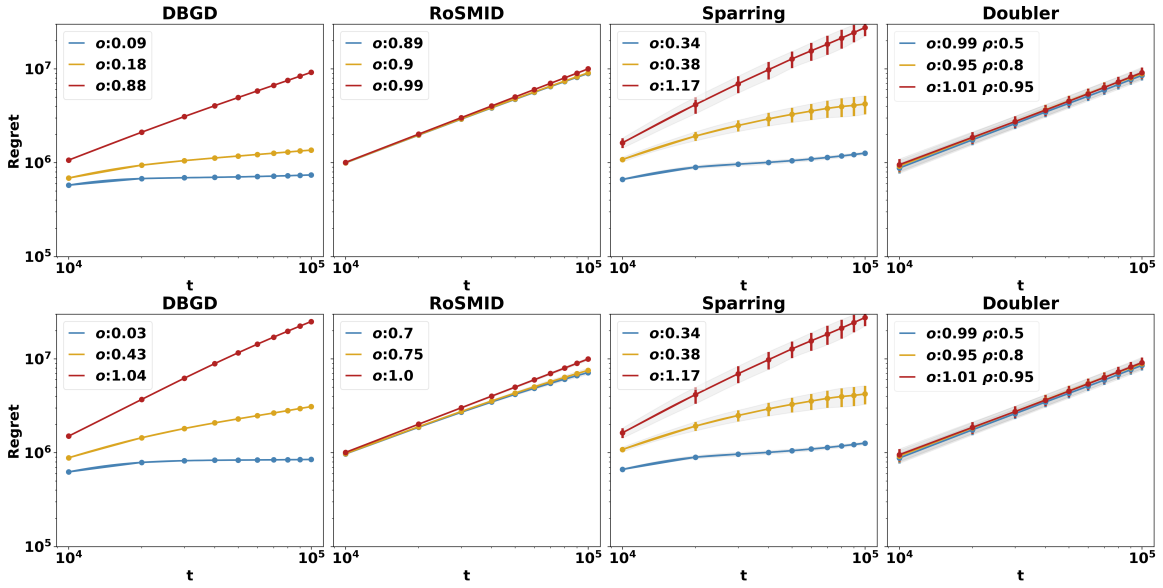 DBGD
RoSMID
Sparring
Doubler
o:0.09
o:0.18
o:0.88
o:0.89
o:0.9
o:0.99
o:0.34
o:0.38
o:1.17
o:0.99 ρ:0.5
o:0.95 ρ:0.8
o:1.01 ρ:0.95
Regret
10⁷
10⁶
10⁵
10⁴ 10⁵
10⁴ 10⁵
10⁴ 10⁵
10⁴ 10⁵
t
t
t
t
DBGD
RoSMID
Sparring
Doubler
o:0.03
o:0.43
o:1.04
o:0.7
o:0.75
o:1.0
o:0.34
o:0.38
o:1.17
o:0.99 ρ:0.5
o:0.95 ρ:0.8
o:1.01 ρ:0.95
Regret
10⁷
10⁶
10⁵
10⁴ 10⁵
10⁴ 10⁵
10⁴ 10⁵
10⁴ 10⁵
t
t
t
t